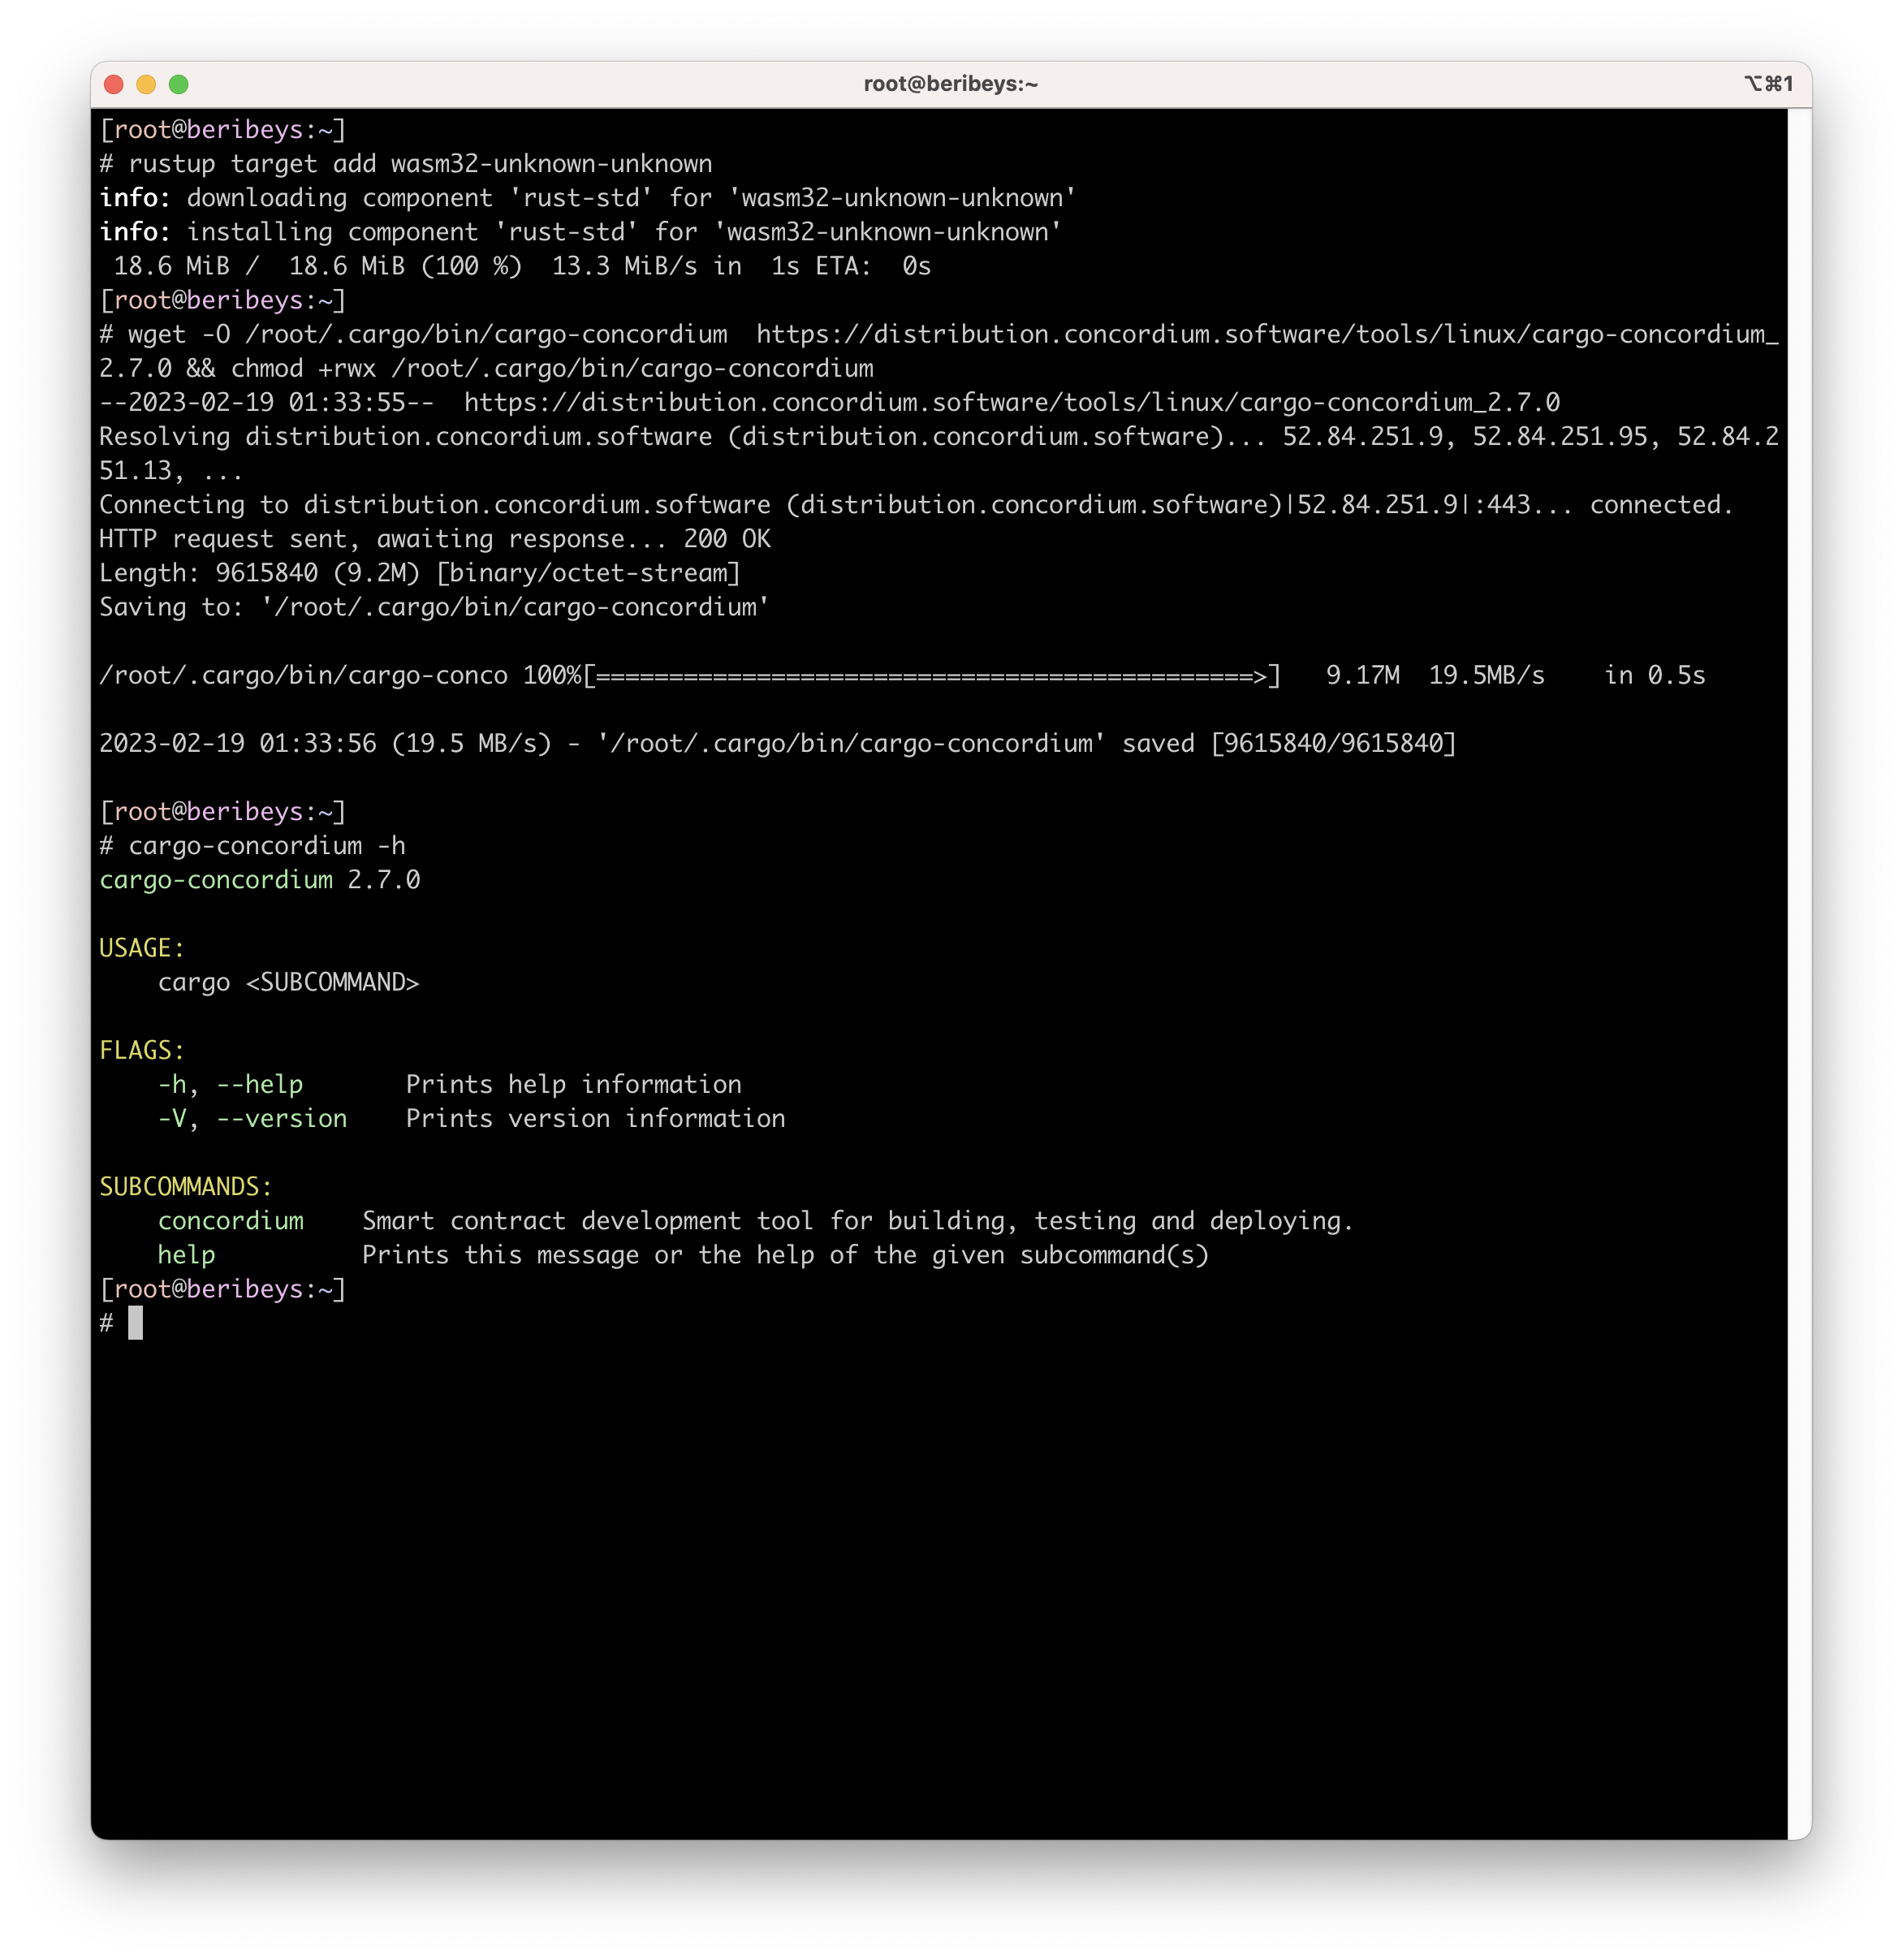 root@beribeys:~
⌥⌘1
[root@beribeys:~]
# rustup target add wasm32-unknown-unknown
info: downloading component 'rust-std' for 'wasm32-unknown-unknown'
info: installing component 'rust-std' for 'wasm32-unknown-unknown'
 18.6 MiB /  18.6 MiB (100 %)  13.3 MiB/s in  1s ETA:  0s
[root@beribeys:~]
# wget -O /root/.cargo/bin/cargo-concordium  https://distribution.concordium.software/tools/linux/cargo-concordium_
2.7.0 && chmod +rwx /root/.cargo/bin/cargo-concordium
--2023-02-19 01:33:55--  https://distribution.concordium.software/tools/linux/cargo-concordium_2.7.0
Resolving distribution.concordium.software (distribution.concordium.software)... 52.84.251.9, 52.84.251.95, 52.84.2
51.13, ...
Connecting to distribution.concordium.software (distribution.concordium.software)|52.84.251.9|:443... connected.
HTTP request sent, awaiting response... 200 OK
Length: 9615840 (9.2M) [binary/octet-stream]
Saving to: '/root/.cargo/bin/cargo-concordium'

/root/.cargo/bin/cargo-conco 100%[=============================================>]   9.17M  19.5MB/s    in 0.5s

2023-02-19 01:33:56 (19.5 MB/s) - '/root/.cargo/bin/cargo-concordium' saved [9615840/9615840]

[root@beribeys:~]
# cargo-concordium -h
cargo-concordium 2.7.0

USAGE:
    cargo <SUBCOMMAND>

FLAGS:
    -h, --help       Prints help information
    -V, --version    Prints version information

SUBCOMMANDS:
    concordium    Smart contract development tool for building, testing and deploying.
    help          Prints this message or the help of the given subcommand(s)
[root@beribeys:~]
#